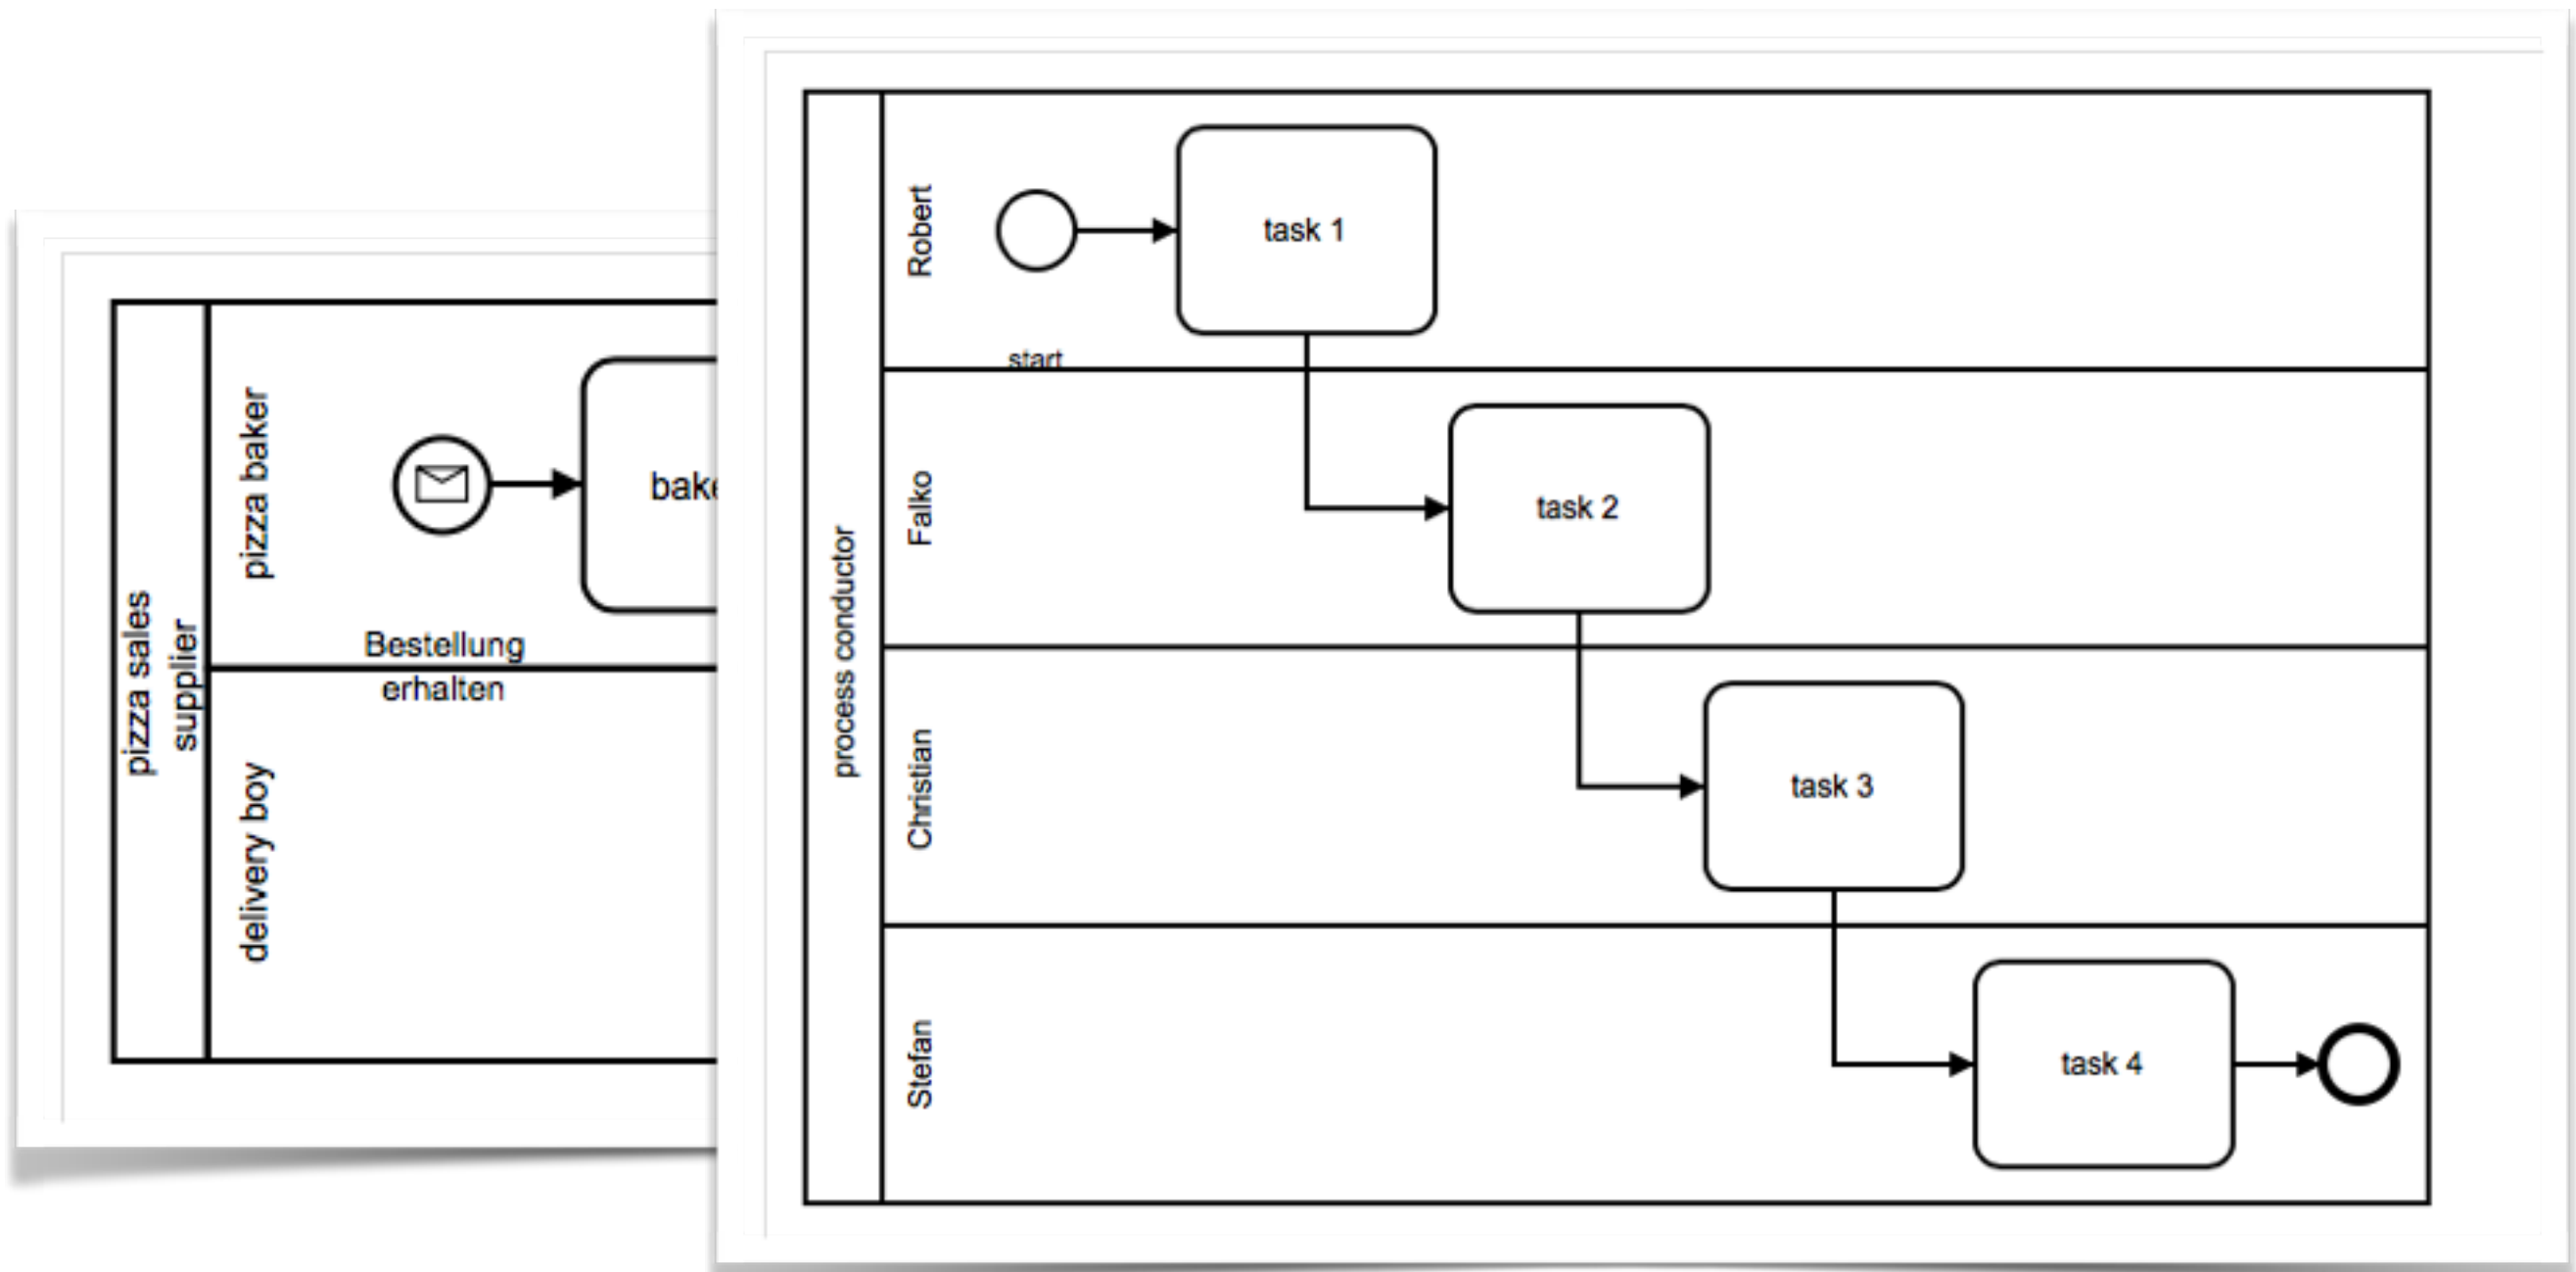 pizza sales
supplier
pizza baker
Bestellung
erhalten
delivery boy
process conductor
Robert
start
task 1
Falko
task 2
Christian
task 3
Stefan
task 4